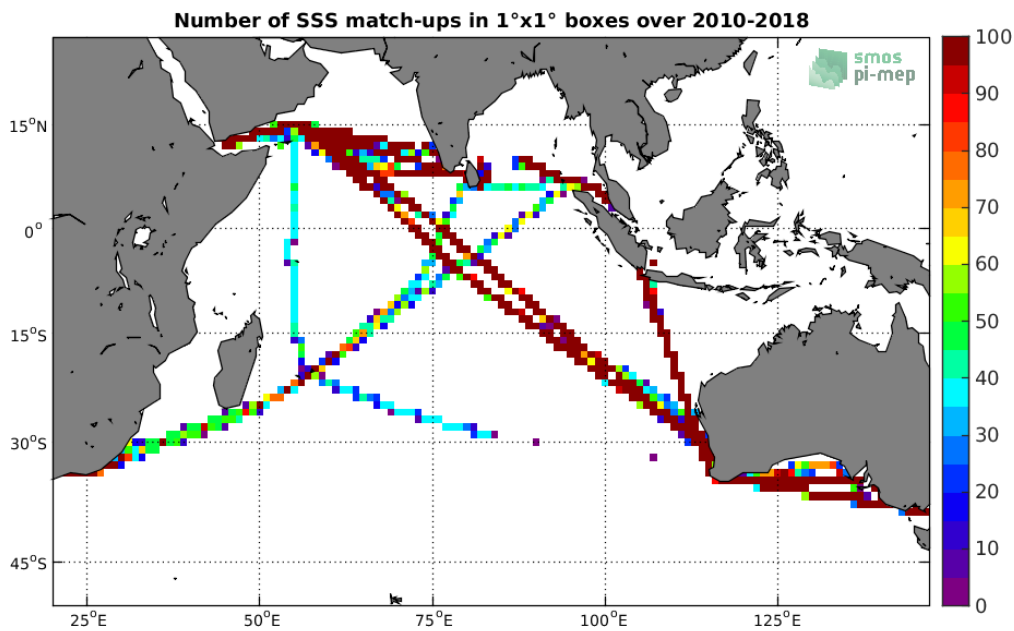 Number of SSS match-ups in 1°x1° boxes over 2010-2018
smos
pi-mep
15°N
0°
15°S
30°S
45°S
25°E
50°E
75°E
100°E
125°E
100
90
80
70
60
50
40
30
20
10
0